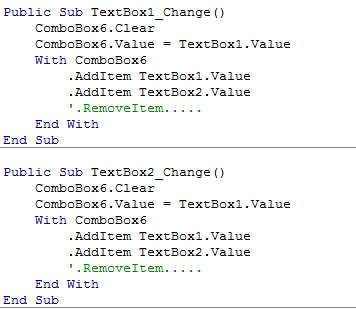 Public Sub TextBox1_Change()
    ComboBox6.Clear
    ComboBox6.Value = TextBox1.Value
    With ComboBox6
        .AddItem TextBox1.Value
        .AddItem TextBox2.Value
        '.RemoveItem.....
    End With
End Sub
Public Sub TextBox2_Change()
    ComboBox6.Clear
    ComboBox6.Value = TextBox1.Value
    With ComboBox6
        .AddItem TextBox1.Value
        .AddItem TextBox2.Value
        '.RemoveItem.....
    End With
End Sub